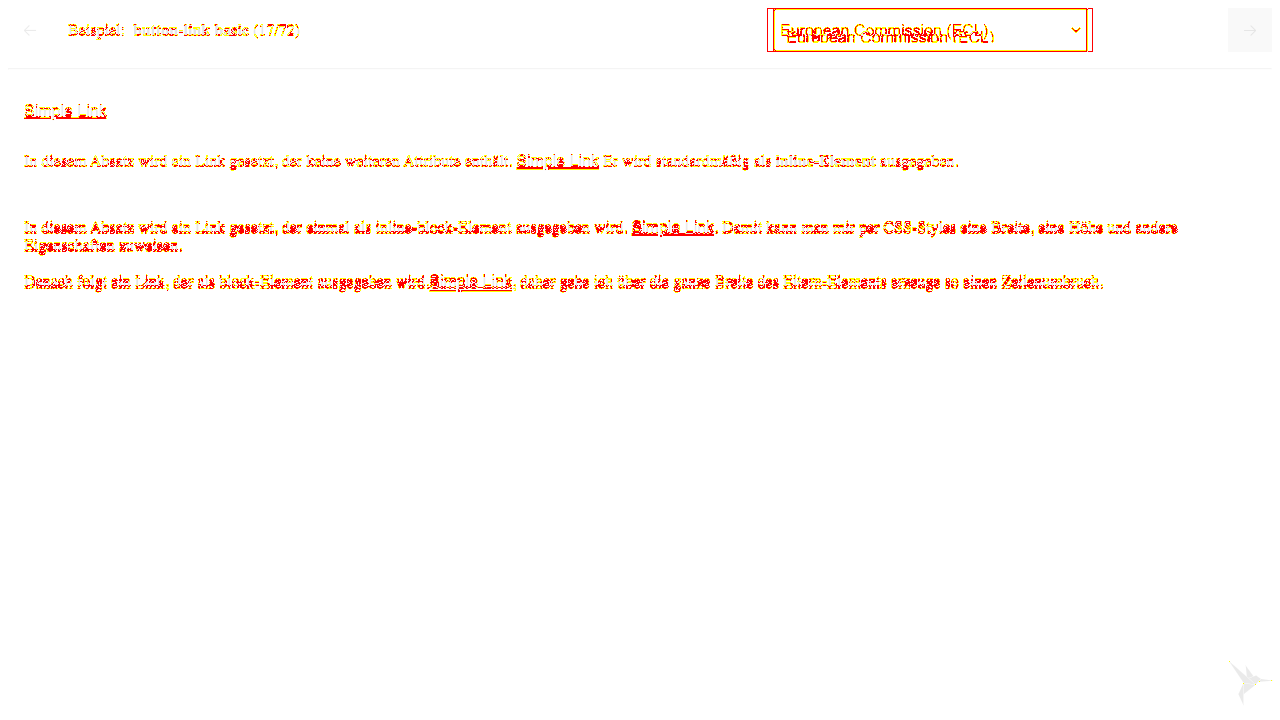 Beispiel: button-link basic (17/72)
European Commission (ECL)
European Commission (ECL)
Simple Link
In diesem Absatz wird ein Link gesetzt, der keine weiteren Attribute enthält. Simple Link Er wird standardmäßig als inline-Element ausgegeben.
In diesem Absatz wird ein Link gesetzt, der einmal als inline-block-Element ausgegeben wird. Simple Link. Damit kann man mir per CSS-Styles eine Breite, eine Höhe und andere
Eigenschaften zuweisen.
Danach folgt ein Link, der als block-Element ausgegeben wird.Simple Link, daher gehe ich über die ganze Breite des Eltern-Elements erzeuge so einen Zeilenumbruch.